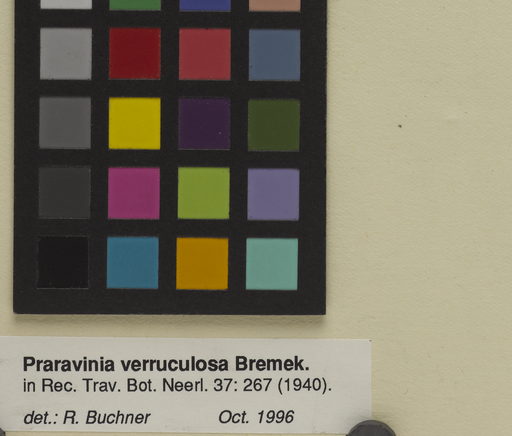 Praravinia verruculosa Bremek.
in Rec. Trav. Bot. Neerl. 37: 267 (1940).
det.: R. Buchner Oct. 1996